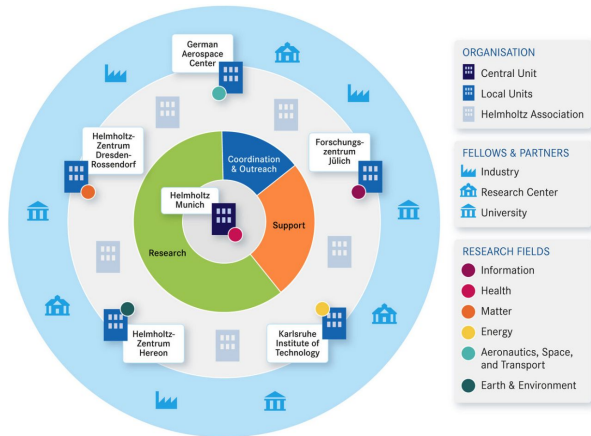 German
Aerospace
Center
Helmholtz-
Zentrum
Dresden-
Rossendorf
Forschungs-
zentrum
Jülich
Coordination
& Outreach
Helmholtz
Munich
Support
Research
Helmholtz-
Zentrum
Hereon
Karlsruhe
Institute of
Technology
ORGANISATION
Central Unit
Local Units
Helmholtz Association
FELLOWS & PARTNERS
Industry
Research Center
University
RESEARCH FIELDS
Information
Health
Matter
Energy
Aeronautics, Space,
and Transport
Earth & Environment